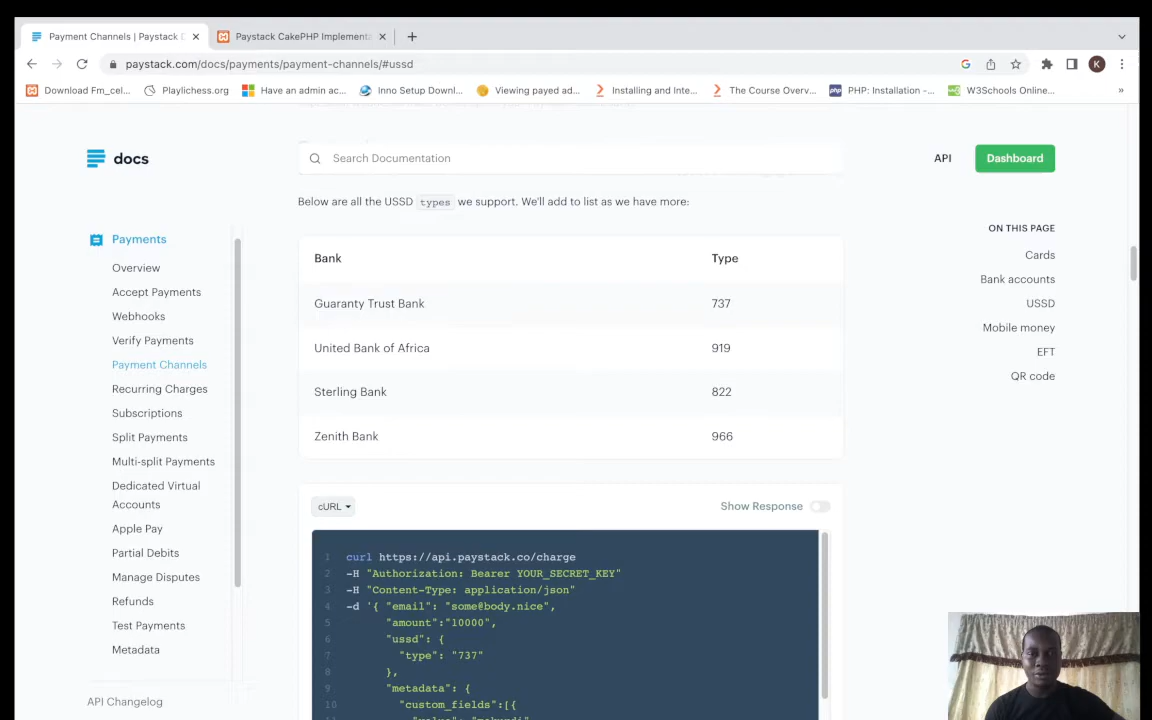 Payment Channels | Paystack D
Paystack CakePHP Implementa
paystack.com/docs/payments/payment-channels/#ussd
K
Download Fm_cel...
Playlichess.org
Have an admin ac...
Inno Setup Downl...
Viewing payed ad...
Installing and Inte...
The Course Overv...
php
PHP: Installation -...
W3Schools Online...
»
docs
Search Documentation
API
Dashboard
Below are all the USSD types we support. We'll add to list as we have more:
Payments
Overview
Accept Payments
Webhooks
Verify Payments
Payment Channels
Recurring Charges
Subscriptions
Split Payments
Multi-split Payments
Dedicated Virtual
Accounts
Apple Pay
Partial Debits
Manage Disputes
Refunds
Test Payments
Metadata
API Changelog
Bank Type
Guaranty Trust Bank 737
United Bank of Africa 919
Sterling Bank 822
Zenith Bank 966
cURL
Show Response
1 curl https://api.paystack.co/charge
2 -H "Authorization: Bearer YOUR_SECRET_KEY"
3 -H "Content-Type: application/json"
4 -d '{ "email": "some@body.nice",
5 "amount":"10000",
6 "ussd": {
7 "type": "737"
8 },
9 "metadata": {
10 "custom_fields":[{
ON THIS PAGE
Cards
Bank accounts
USSD
Mobile money
EFT
QR code